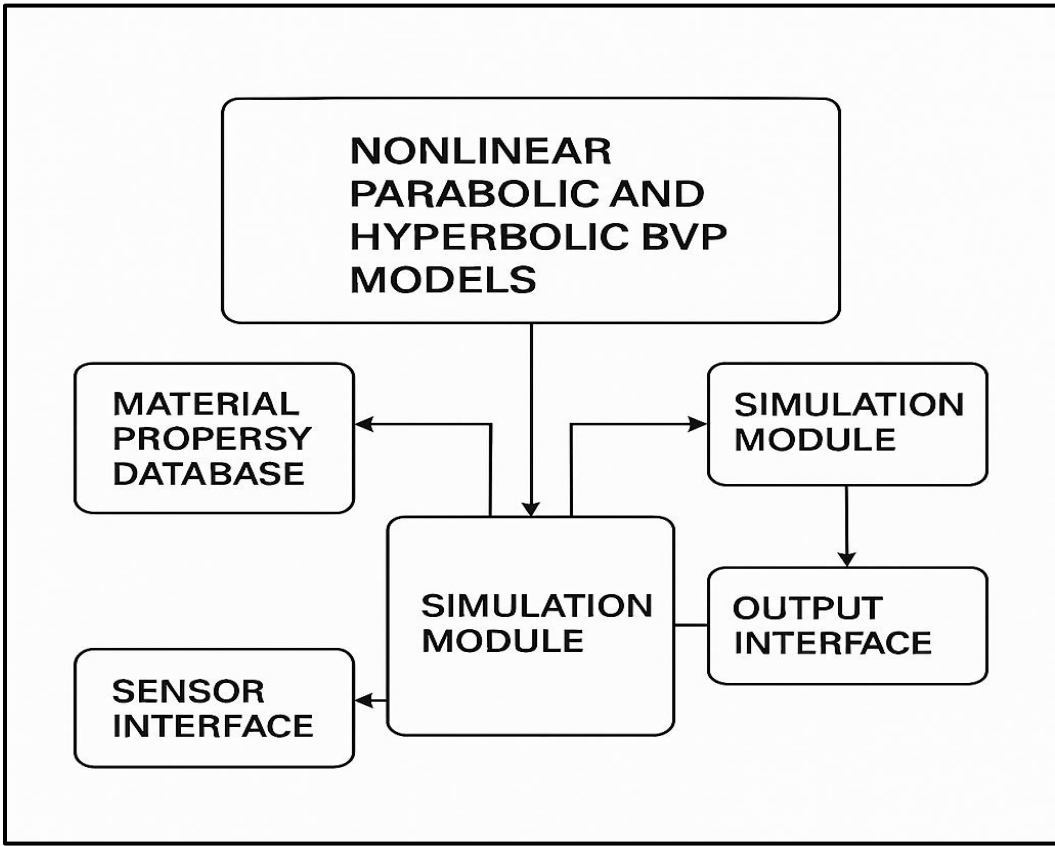 NONLINEAR
PARABOLIC AND
HYPERBOLIC BVP
MODELS
MATERIAL
PROPERSY
DATABASE
SIMULATION
MODULE
SIMULATION
MODULE
OUTPUT
INTERFACE
SENSOR
INTERFACE